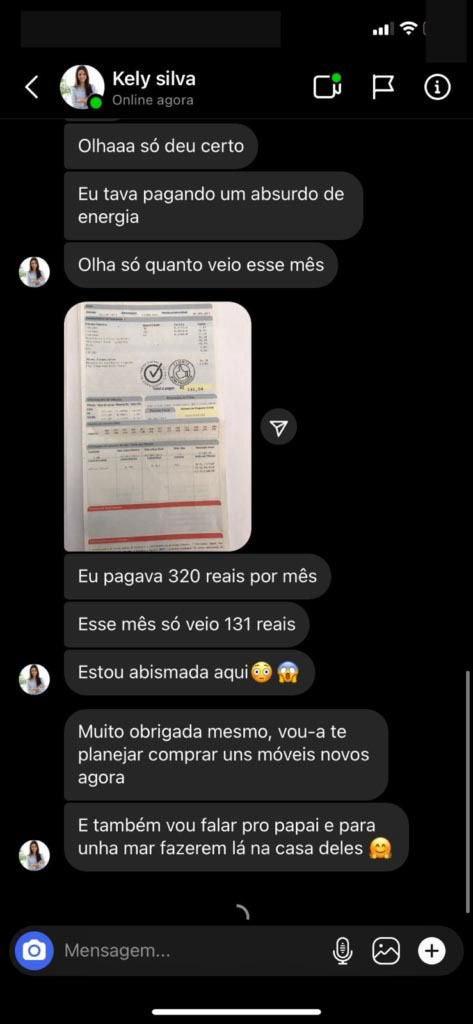 Kely silva
Online agora
Olhaaa só deu certo
Eu tava pagando um absurdo de
energia
Olha só quanto veio esse mês
Eu pagava 320 reais por mês
Esse mês só veio 131 reais
Estou abismada aqui😳 😱
Muito obrigada mesmo, vou-a te
planejar comprar uns móveis novos
agora
E também vou falar pro papai e para
unha mar fazerem lá na casa deles 🤗
Mensagem...